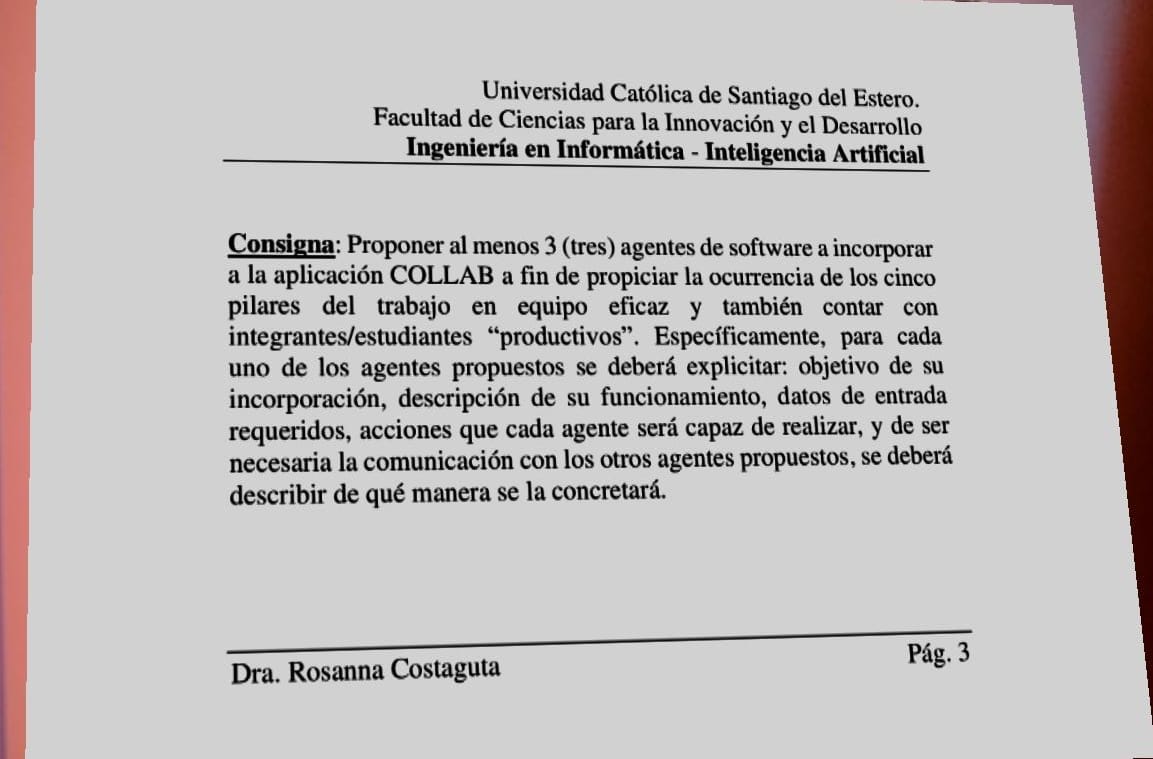 Universidad Católica de Santiago del Estero.
Facultad de Ciencias para la Innovación y el Desarrollo
Ingeniería en Informática - Inteligencia Artificial
Consigna: Proponer al menos 3 (tres) agentes de software a incorporar
a la aplicación COLLAB a fin de propiciar la ocurrencia de los cinco
pilares del trabajo en equipo eficaz y también contar con
integrantes/estudiantes “productivos”. Específicamente, para cada
uno de los agentes propuestos se deberá explicitar: objetivo de su
incorporación, descripción de su funcionamiento, datos de entrada
requeridos, acciones que cada agente será capaz de realizar, y de ser
necesaria la comunicación con los otros agentes propuestos, se deberá
describir de qué manera se la concretará.
Dra. Rosanna Costaguta
Pág. 3